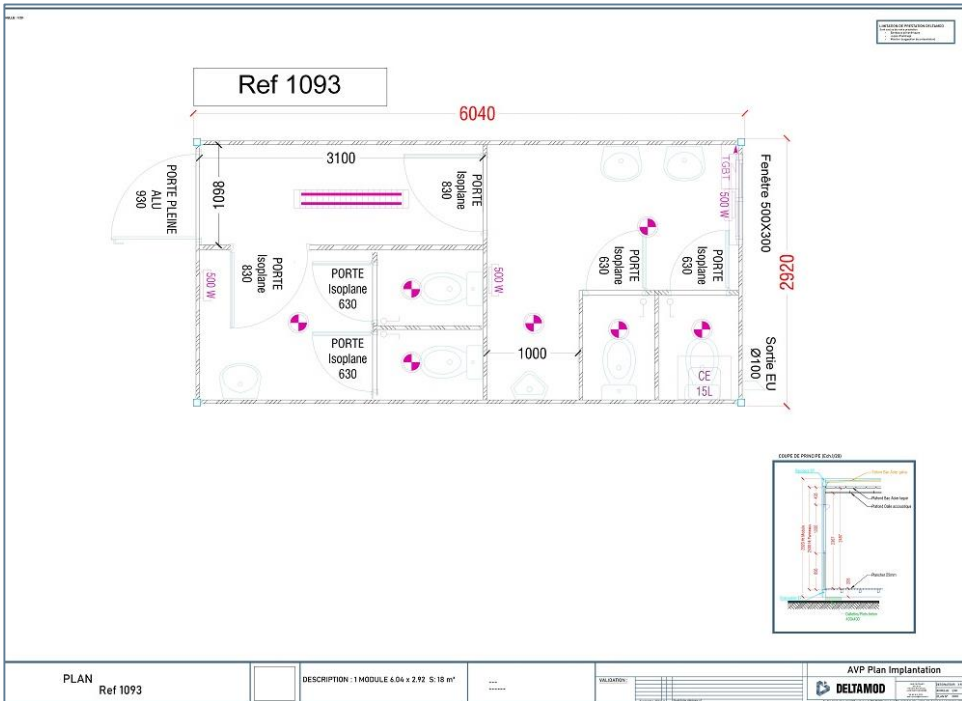 Ref 1093
6040
3100
1098
PORTE PLEINE
ALU
930
PORTE
Isoplane
830
TGBT
500 W
Fenêtre 500X300
2920
PORTE
Isoplane
630
PORTE
Isoplane
630
500 W
PORTE
Isoplane
830
PORTE
Isoplane
630
500 W
PORTE
Isoplane
630
1000
CE
15L
Sortie EU
Ø100
COUPE DE PRINCIPE
PLAN
Ref 1093
DESCRIPTION : 1 MODULE 6.04 x 2.92 S: 18 m²
VALIDATION:
AVP Plan Implantation
DELTAMOD